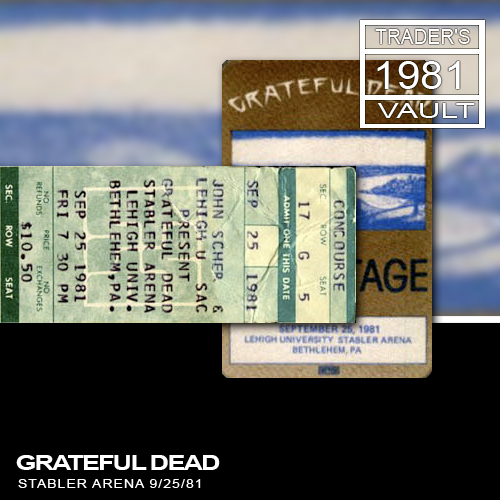 TRADER'S
1981
VAULT
GRATEFUL DEAD
TAGE
SEPTEMBER 25, 1981
LEHIGH UNIVERSITY STABLER ARENA
BETHLEHEM, PA
CONCOURSE
SEC ROW SEAT
17 G 5
ADMIT ONE THIS DATE
SEP 25 1981
JOHN SCHER &
LEHIGH U SAC
PRESENT
GRATEFUL DEAD
STABLER ARENA
LEHIGH UNIV.
BETHLEHEM,PA.
SEP 25 1981
FRI 7 30 PM
NO REFUNDS PRICE NO EXCHANGES
$10.50
SEC. ROW SEAT
GRATEFUL DEAD
STABLER ARENA 9/25/81